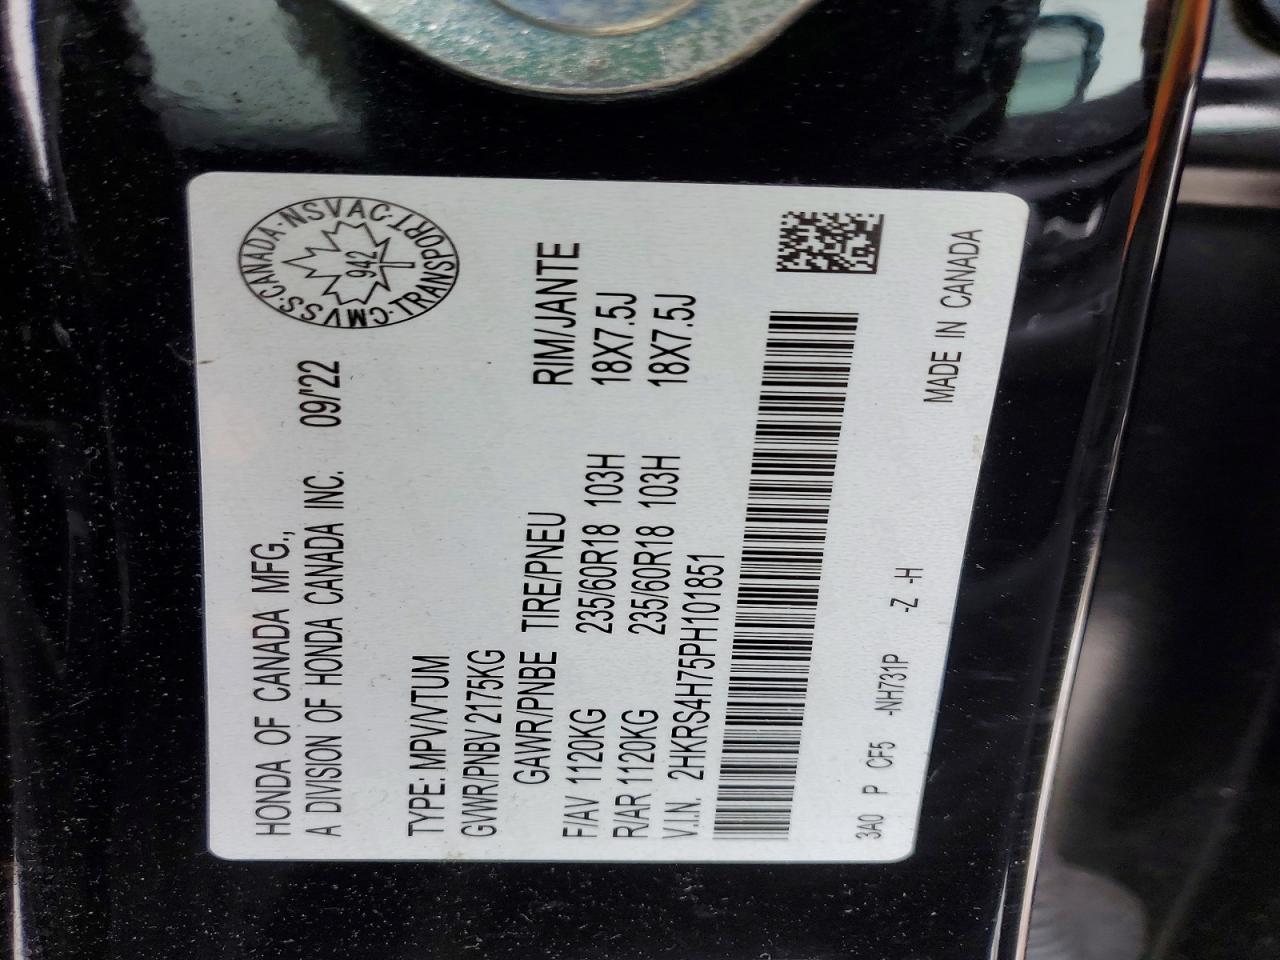 HONDA OF CANADA MFG.,
A DIVISION OF HONDA CANADA INC. 09/'22
CMVSS·CANADA·NSVAC·TRANSPORT·
942
TYPE: MPV/VTUM
GVWR/PNBV 2175KG
GAWR/PNBE TIRE/PNEU RIM/JANTE
F/AV 1120KG 235/60R18 103H 18X7.5J
R/AR 1120KG 235/60R18 103H 18X7.5J
V.I.N. 2HKRS4H75PH101851
3A0 P CF5 -NH731P -Z -H
MADE IN CANADA